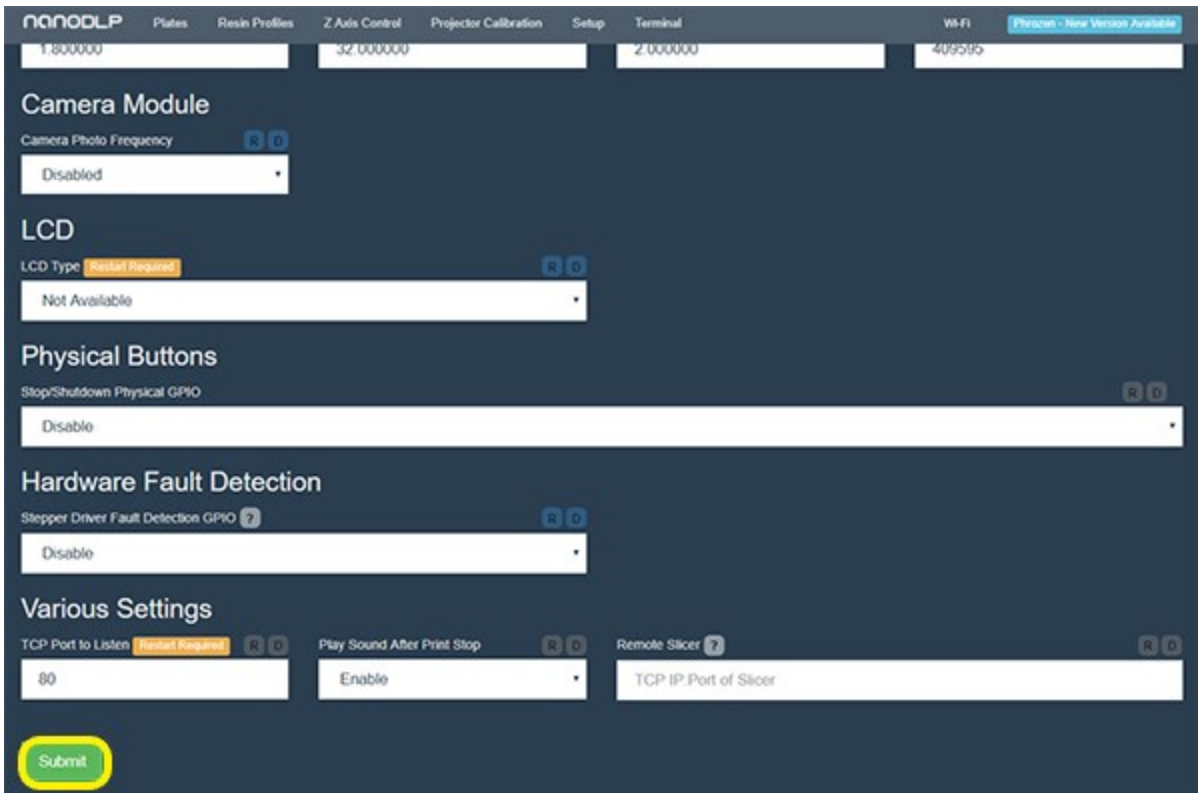 nanoDLP Plates Resin Profiles Z Axis Control Projector Calibration Setup Terminal Wi-Fi Phrozen - New Version Available
1.800000 32.000000 2.000000 409595
Camera Module
Camera Photo Frequency R D
Disabled
LCD
LCD Type Restart Required R D
Not Available
Physical Buttons
Stop/Shutdown Physical GPIO R D
Disable
Hardware Fault Detection
Stepper Driver Fault Detection GPIO ? R D
Disable
Various Settings
TCP Port to Listen Restart Required R D Play Sound After Print Stop R D Remote Slicer ? R D
80 Enable TCP IP:Port of Slicer
Submit